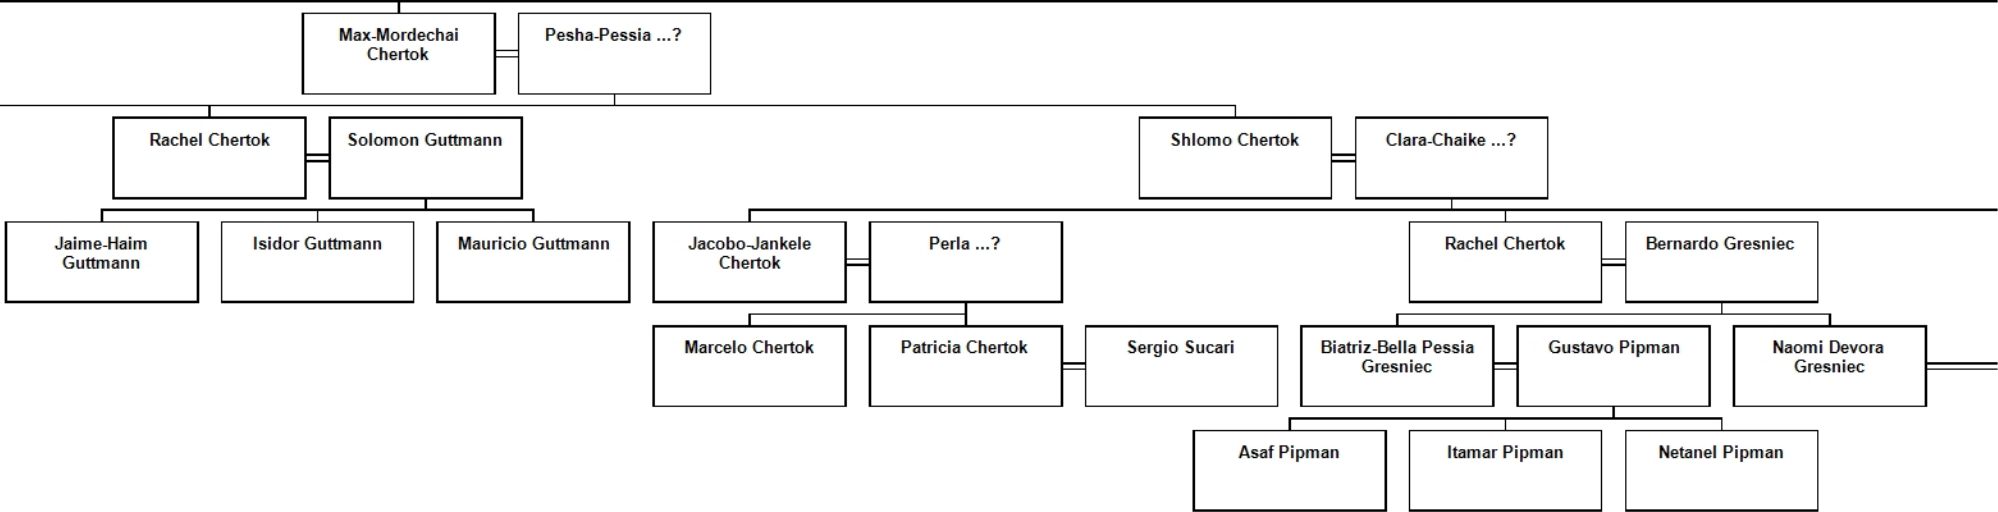 Max-Mordechai
Chertok
Pesha-Pessia ...?
Rachel Chertok
Solomon Guttmann
Shlomo Chertok
Clara-Chaike ...?
Jaime-Haim
Guttmann
Isidor Guttmann
Mauricio Guttmann
Jacobo-Jankele
Chertok
Perla ...?
Rachel Chertok
Bernardo Gresniec
Marcelo Chertok
Patricia Chertok
Sergio Sucari
Biatriz-Bella Pessia
Gresniec
Gustavo Pipman
Naomi Devora
Gresniec
Asaf Pipman
Itamar Pipman
Netanel Pipman